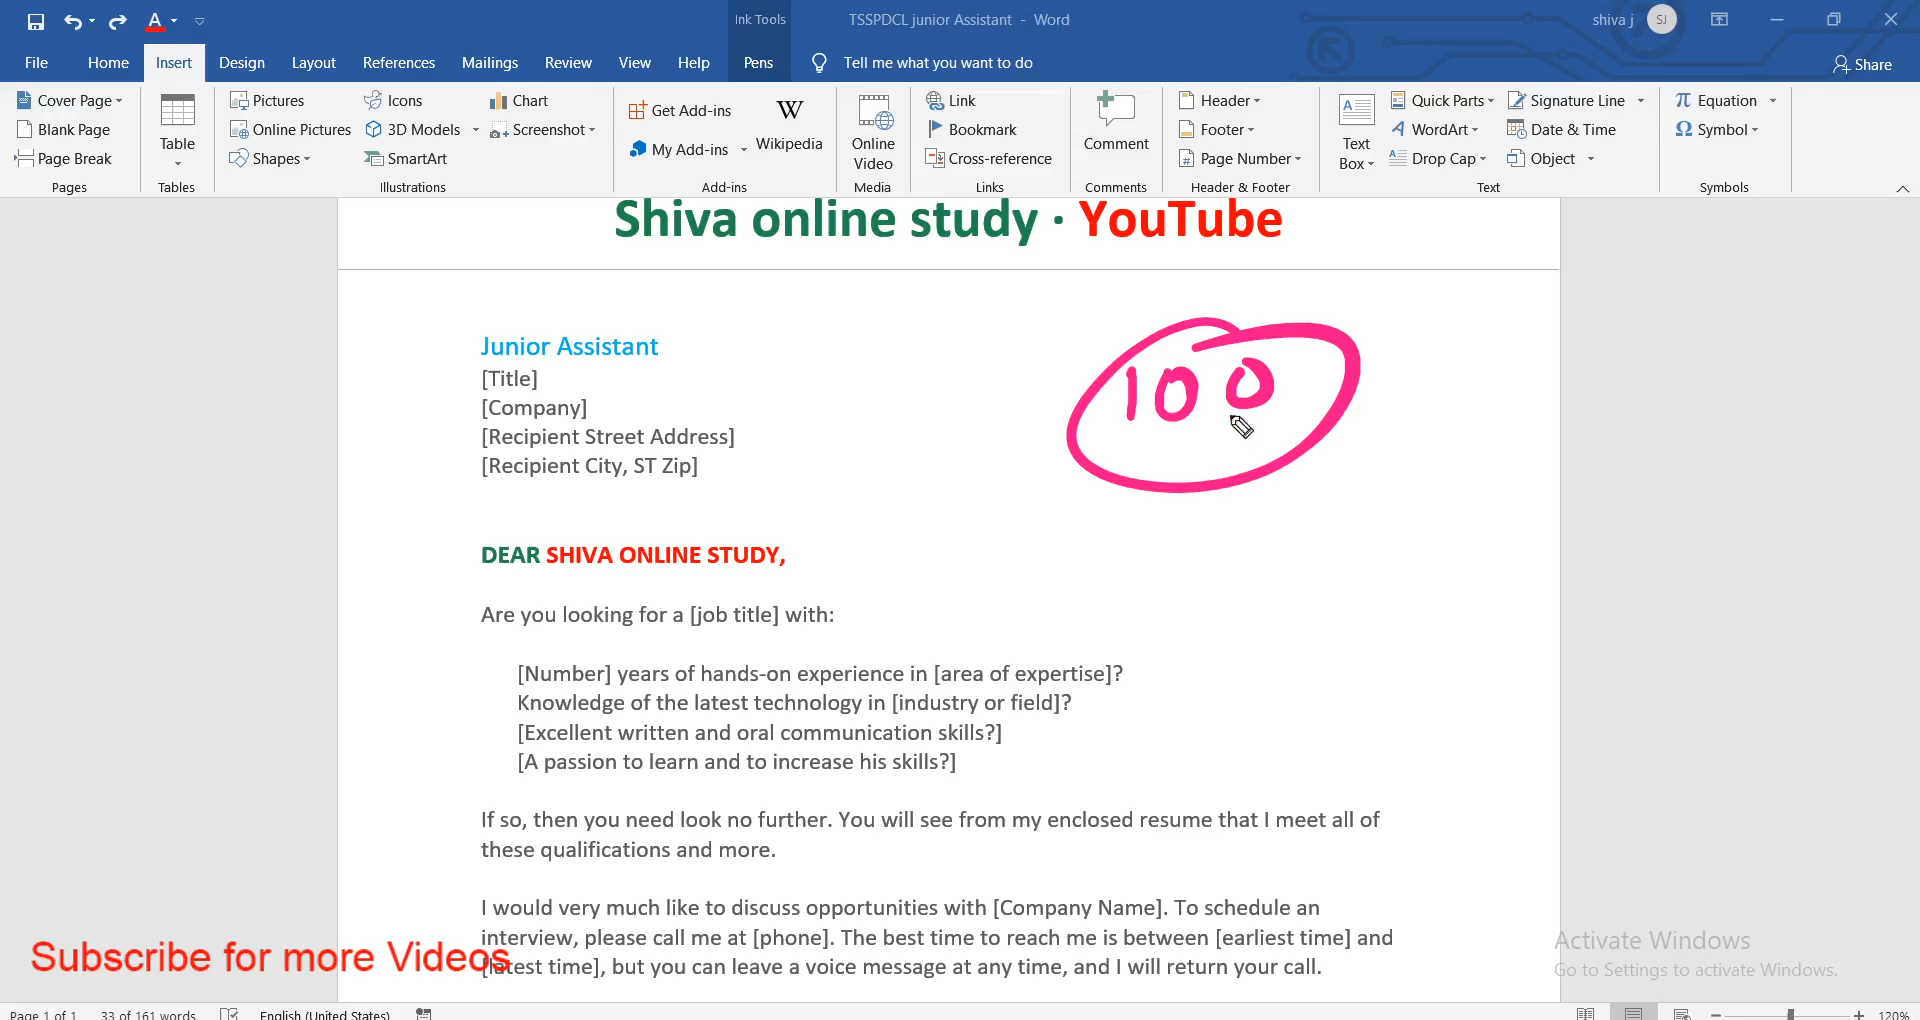 Ink Tools
TSSPDCL junior Assistant - Word
shiva j
SJ
File Home Insert Design Layout References Mailings Review View Help Pens Tell me what you want to do
Share
Cover Page
Blank Page
Page Break
Pages
Table
Tables
Pictures
Online Pictures
Shapes
Icons
3D Models
SmartArt
Chart
Screenshot
Illustrations
Get Add-ins
My Add-ins
W
Wikipedia
Add-ins
Online
Video
Media
Link
Bookmark
Cross-reference
Links
Comment
Comments
Header
Footer
Page Number
Header & Footer
Text
Box
Quick Parts
WordArt
Drop Cap
Signature Line
Date & Time
Object
Text
π Equation
Ω Symbol
Symbols
Shiva online study · YouTube
Junior Assistant
[Title]
[Company]
[Recipient Street Address]
[Recipient City, ST Zip]
100
DEAR SHIVA ONLINE STUDY,
Are you looking for a [job title] with:
[Number] years of hands-on experience in [area of expertise]?
Knowledge of the latest technology in [industry or field]?
[Excellent written and oral communication skills?]
[A passion to learn and to increase his skills?]
If so, then you need look no further. You will see from my enclosed resume that I meet all of
these qualifications and more.
I would very much like to discuss opportunities with [Company Name]. To schedule an
interview, please call me at [phone]. The best time to reach me is between [earliest time] and
[latest time], but you can leave a voice message at any time, and I will return your call.
Subscribe for more Videos
Activate Windows
Go to Settings to activate Windows.
Page 1 of 1 33 of 161 words English (United States) 120%